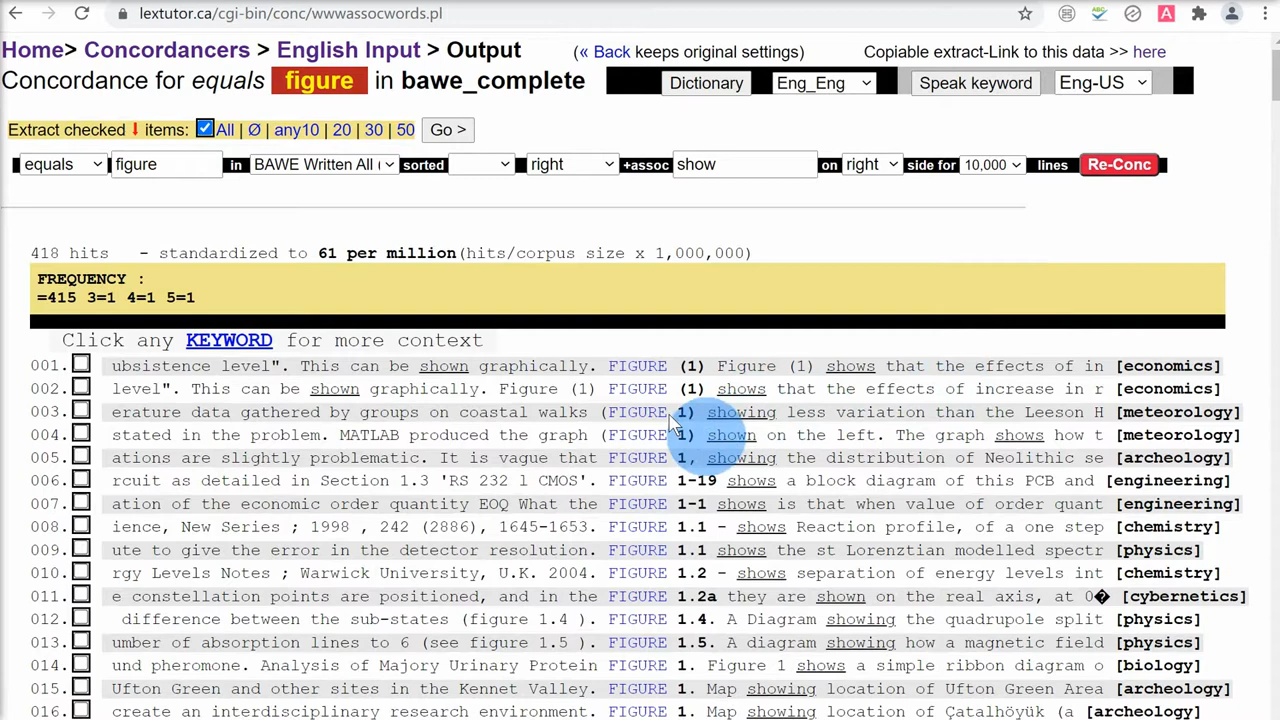 lextutor.ca/cgi-bin/conc/wwwassocwords.pl
Home> Concordancers > English Input > Output (« Back keeps original settings) Copiable extract-Link to this data >> here
Concordance for equals figure in bawe_complete Dictionary Eng_Eng Speak keyword Eng-US
Extract checked items: All | Ø | any10 | 20 | 30 | 50 Go >
equals figure in BAWE Written All ( sorted right +assoc show on right side for 10,000 lines Re-Conc
418 hits - standardized to 61 per million(hits/corpus size x 1,000,000)
FREQUENCY :
=415 3=1 4=1 5=1
Click any KEYWORD for more context
001. ubsistence level". This can be shown graphically. FIGURE (1) Figure (1) shows that the effects of in [economics]
002. level". This can be shown graphically. Figure (1) FIGURE (1) shows that the effects of increase in r [economics]
003. erature data gathered by groups on coastal walks (FIGURE 1) showing less variation than the Leeson H [meteorology]
004. stated in the problem. MATLAB produced the graph (FIGURE 1) shown on the left. The graph shows how t [meteorology]
005. ations are slightly problematic. It is vague that FIGURE 1, showing the distribution of Neolithic se [archeology]
006. rcuit as detailed in Section 1.3 'RS 232 l CMOS'. FIGURE 1-19 shows a block diagram of this PCB and [engineering]
007. ation of the economic order quantity EOQ What the FIGURE 1-1 shows is that when value of order quant [engineering]
008. ience, New Series ; 1998 , 242 (2886), 1645-1653. FIGURE 1.1 - shows Reaction profile, of a one step [chemistry]
009. ute to give the error in the detector resolution. FIGURE 1.1 shows the st Lorenztian modelled spectr [physics]
010. rgy Levels Notes ; Warwick University, U.K. 2004. FIGURE 1.2 - shows separation of energy levels int [chemistry]
011. e constellation points are positioned, and in the FIGURE 1.2a they are shown on the real axis, at 0� [cybernetics]
012. difference between the sub-states (figure 1.4 ). FIGURE 1.4. A Diagram showing the quadrupole split [physics]
013. umber of absorption lines to 6 (see figure 1.5 ). FIGURE 1.5. A diagram showing how a magnetic field [physics]
014. und pheromone. Analysis of Majory Urinary Protein FIGURE 1. Figure 1 shows a simple ribbon diagram o [biology]
015. Ufton Green and other sites in the Kennet Valley. FIGURE 1. Map showing location of Ufton Green Area [archeology]
016. create an interdisciplinary research environment. FIGURE 1. Map showing location of Çatalhöyük (a [archeology]